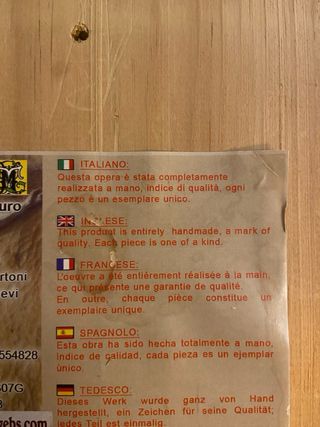 M
ITALIANO:
Questa opera è stata completamente
realizzata a mano, indice di qualità, ogni
pezzo è un esemplare unico.
uro
INGLESE:
This product is entirely handmade, a mark of
quality. Each piece is one of a kind.
FRANCESE:
L'oeuvre a été entièrement réalisée à la main,
ce qui présente une garantie de qualité.
En outre, chaque pièce constitue un
exemplaire unique.
rtoni
evi
SPAGNOLO:
Esta obra ha sido hecha totalmente a mano,
indice de calidad, cada pieza es un ejemplar
único.
554828
607G
8
gebs.com
TEDESCO:
Dieses Werk wurde ganz von Hand
hergestellt, ein Zeichen für seine Qualität;
jedes Teil ist einmalig.